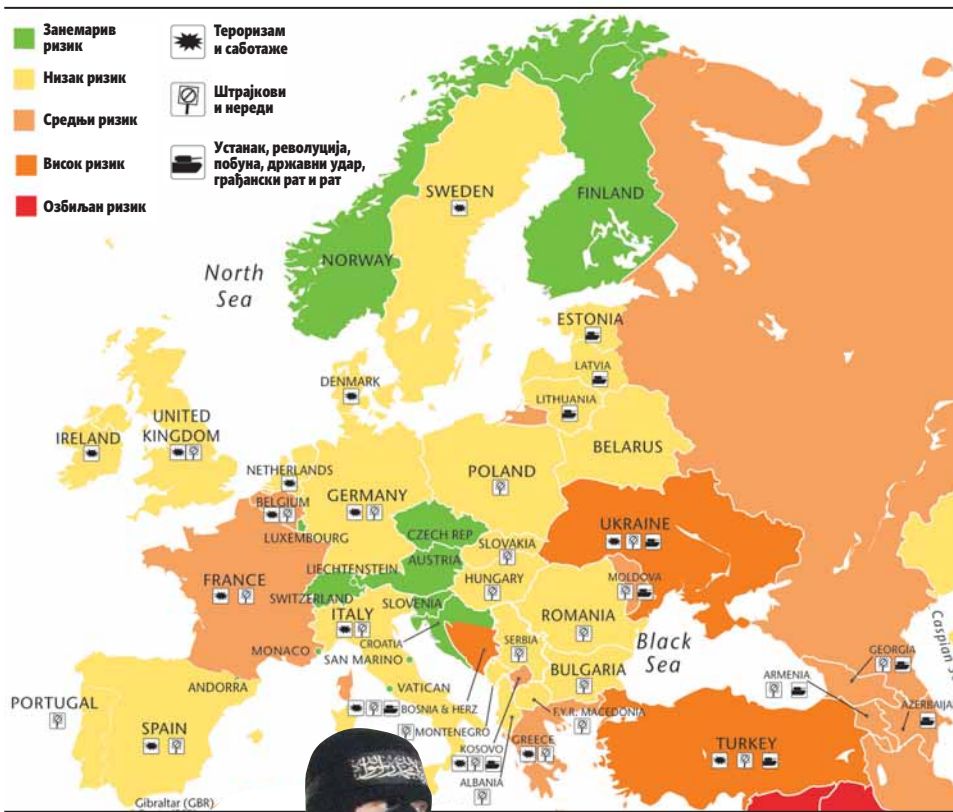 Занемарив
ризик
Низак ризик
Средњи ризик
Висок ризик
Озбиљан ризик
Тероризам
и саботаже
Штрајкови
и нереди
Устанак, револуција,
побуна, државни удар,
грађански рат и рат
SWEDEN
FINLAND
NORWAY
North
Sea
ESTONIA
LATVIA
DENMARK
LITHUANIA
UNITED
KINGDOM
IRELAND
BELARUS
NETHERLANDS
POLAND
GERMANY
BELGIUM
UKRAINE
LUXEMBOURG
CZECH REP
SLOVAKIA
AUSTRIA
LIECHTENSTEIN
FRANCE
HUNGARY
MOLDOVA
SWITZERLAND
SLOVENIA
ITALY
ROMANIA
CROATIA
SERBIA
Black
Sea
Caspian S
MONACO
SAN MARINO
GEORGIA
BULGARIA
ANDORRA
VATICAN
ARMENIA
PORTUGAL
BOSNIA & HERZ
F.Y.R. MACEDONIA
AZERBAIJA
SPAIN
MONTENEGRO
KOSOVO
GREECE
TURKEY
ALBANIA
Gibraltar (GBR)